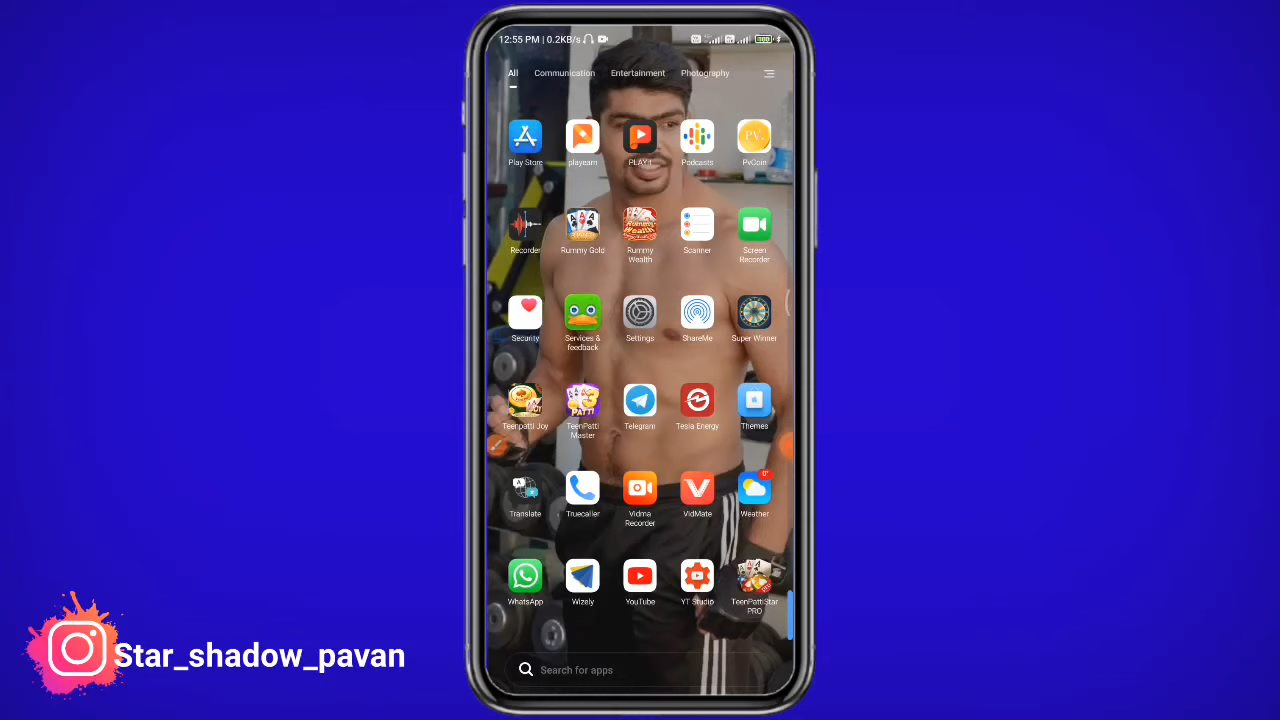 12:55 PM | 0.2KB/s
100
All Communication Entertainment Photography
Play Store playearn PLAYit Podcasts PvCoin
Recorder Rummy Gold Rummy Wealth Scanner Screen Recorder
Security Services & feedback Settings ShareMe Super Winner
Teenpatti Joy TeenPatti Master Telegram Tesla Energy Themes
Translate Truecaller Vidma Recorder VidMate Weather
WhatsApp Wizely YouTube YT Studio TeenPattiStar PRO
Search for apps
Star_shadow_pavan